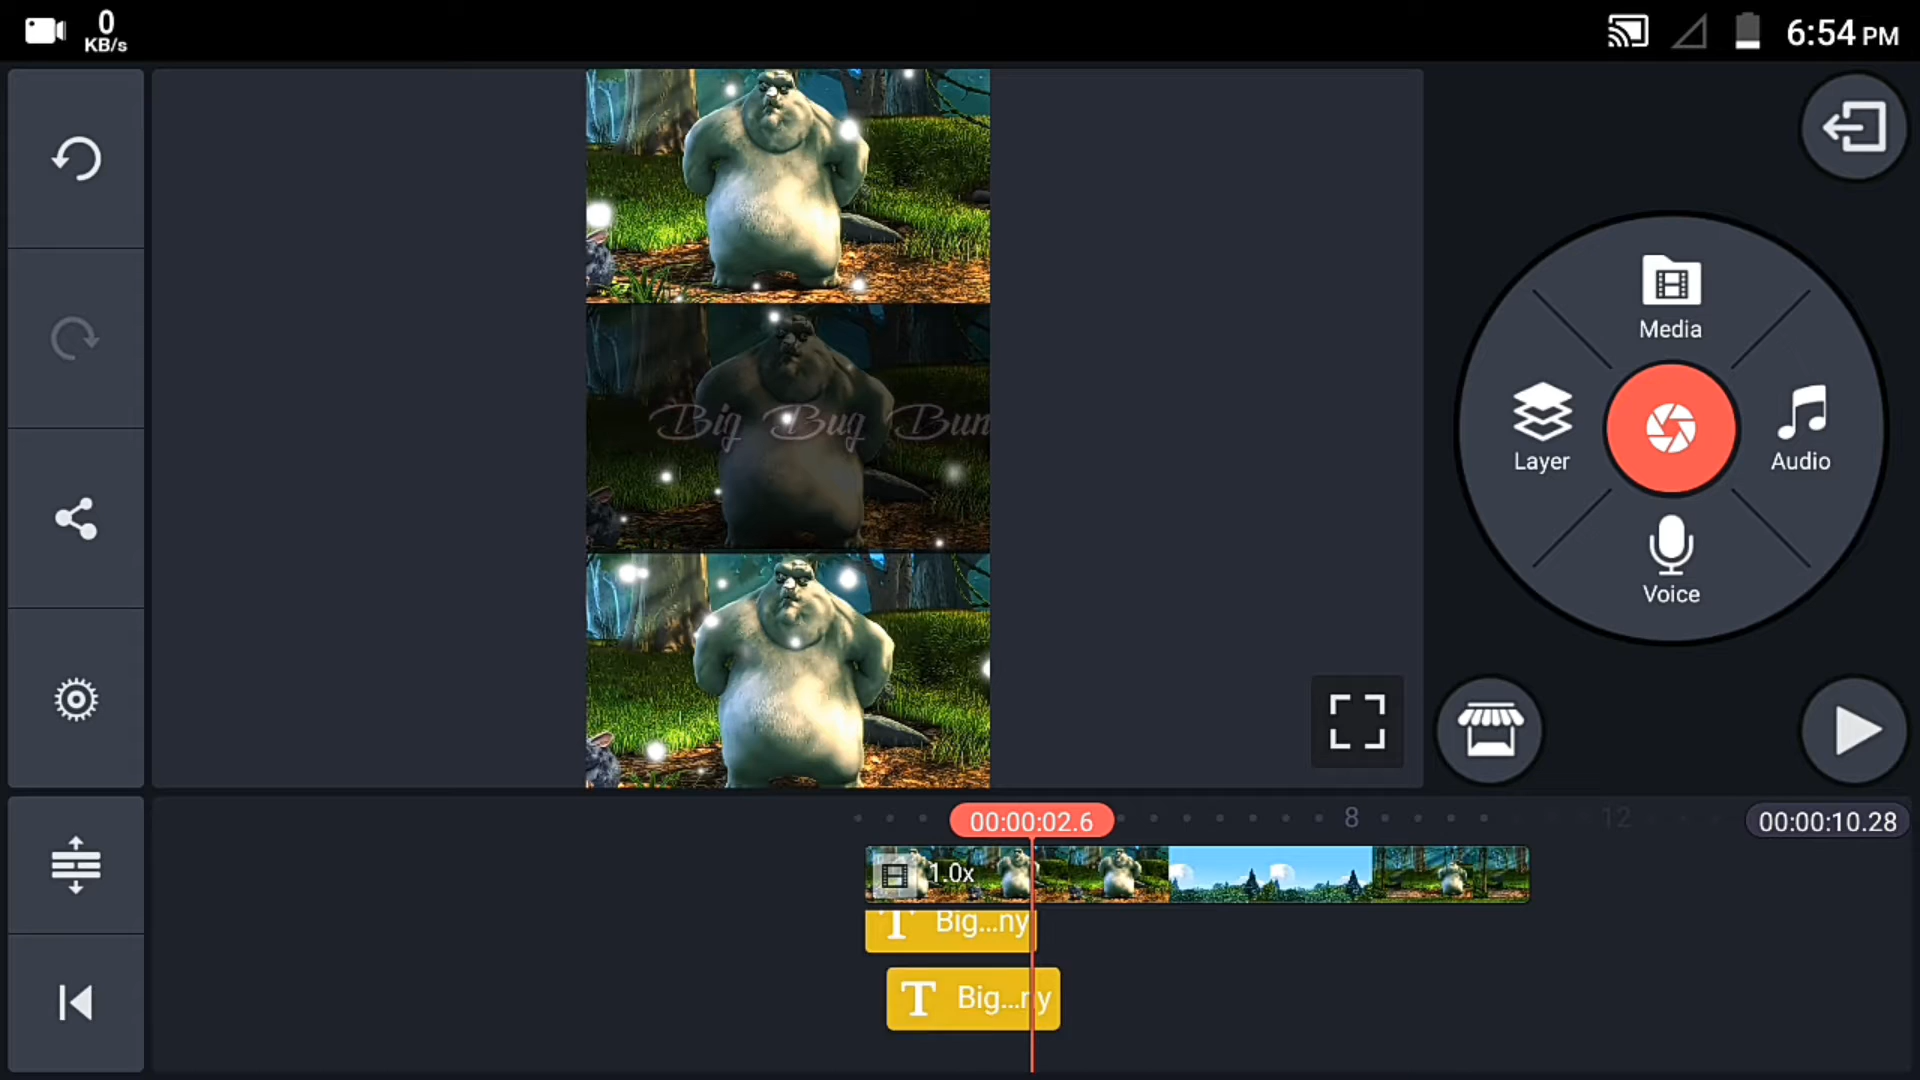 0
KB/s
6:54 PM
Media
Layer
Audio
Voice
Big Bug Bun
00:00:02.6
8
12
00:00:10.28
1.0x
Big...ny
Big...ny